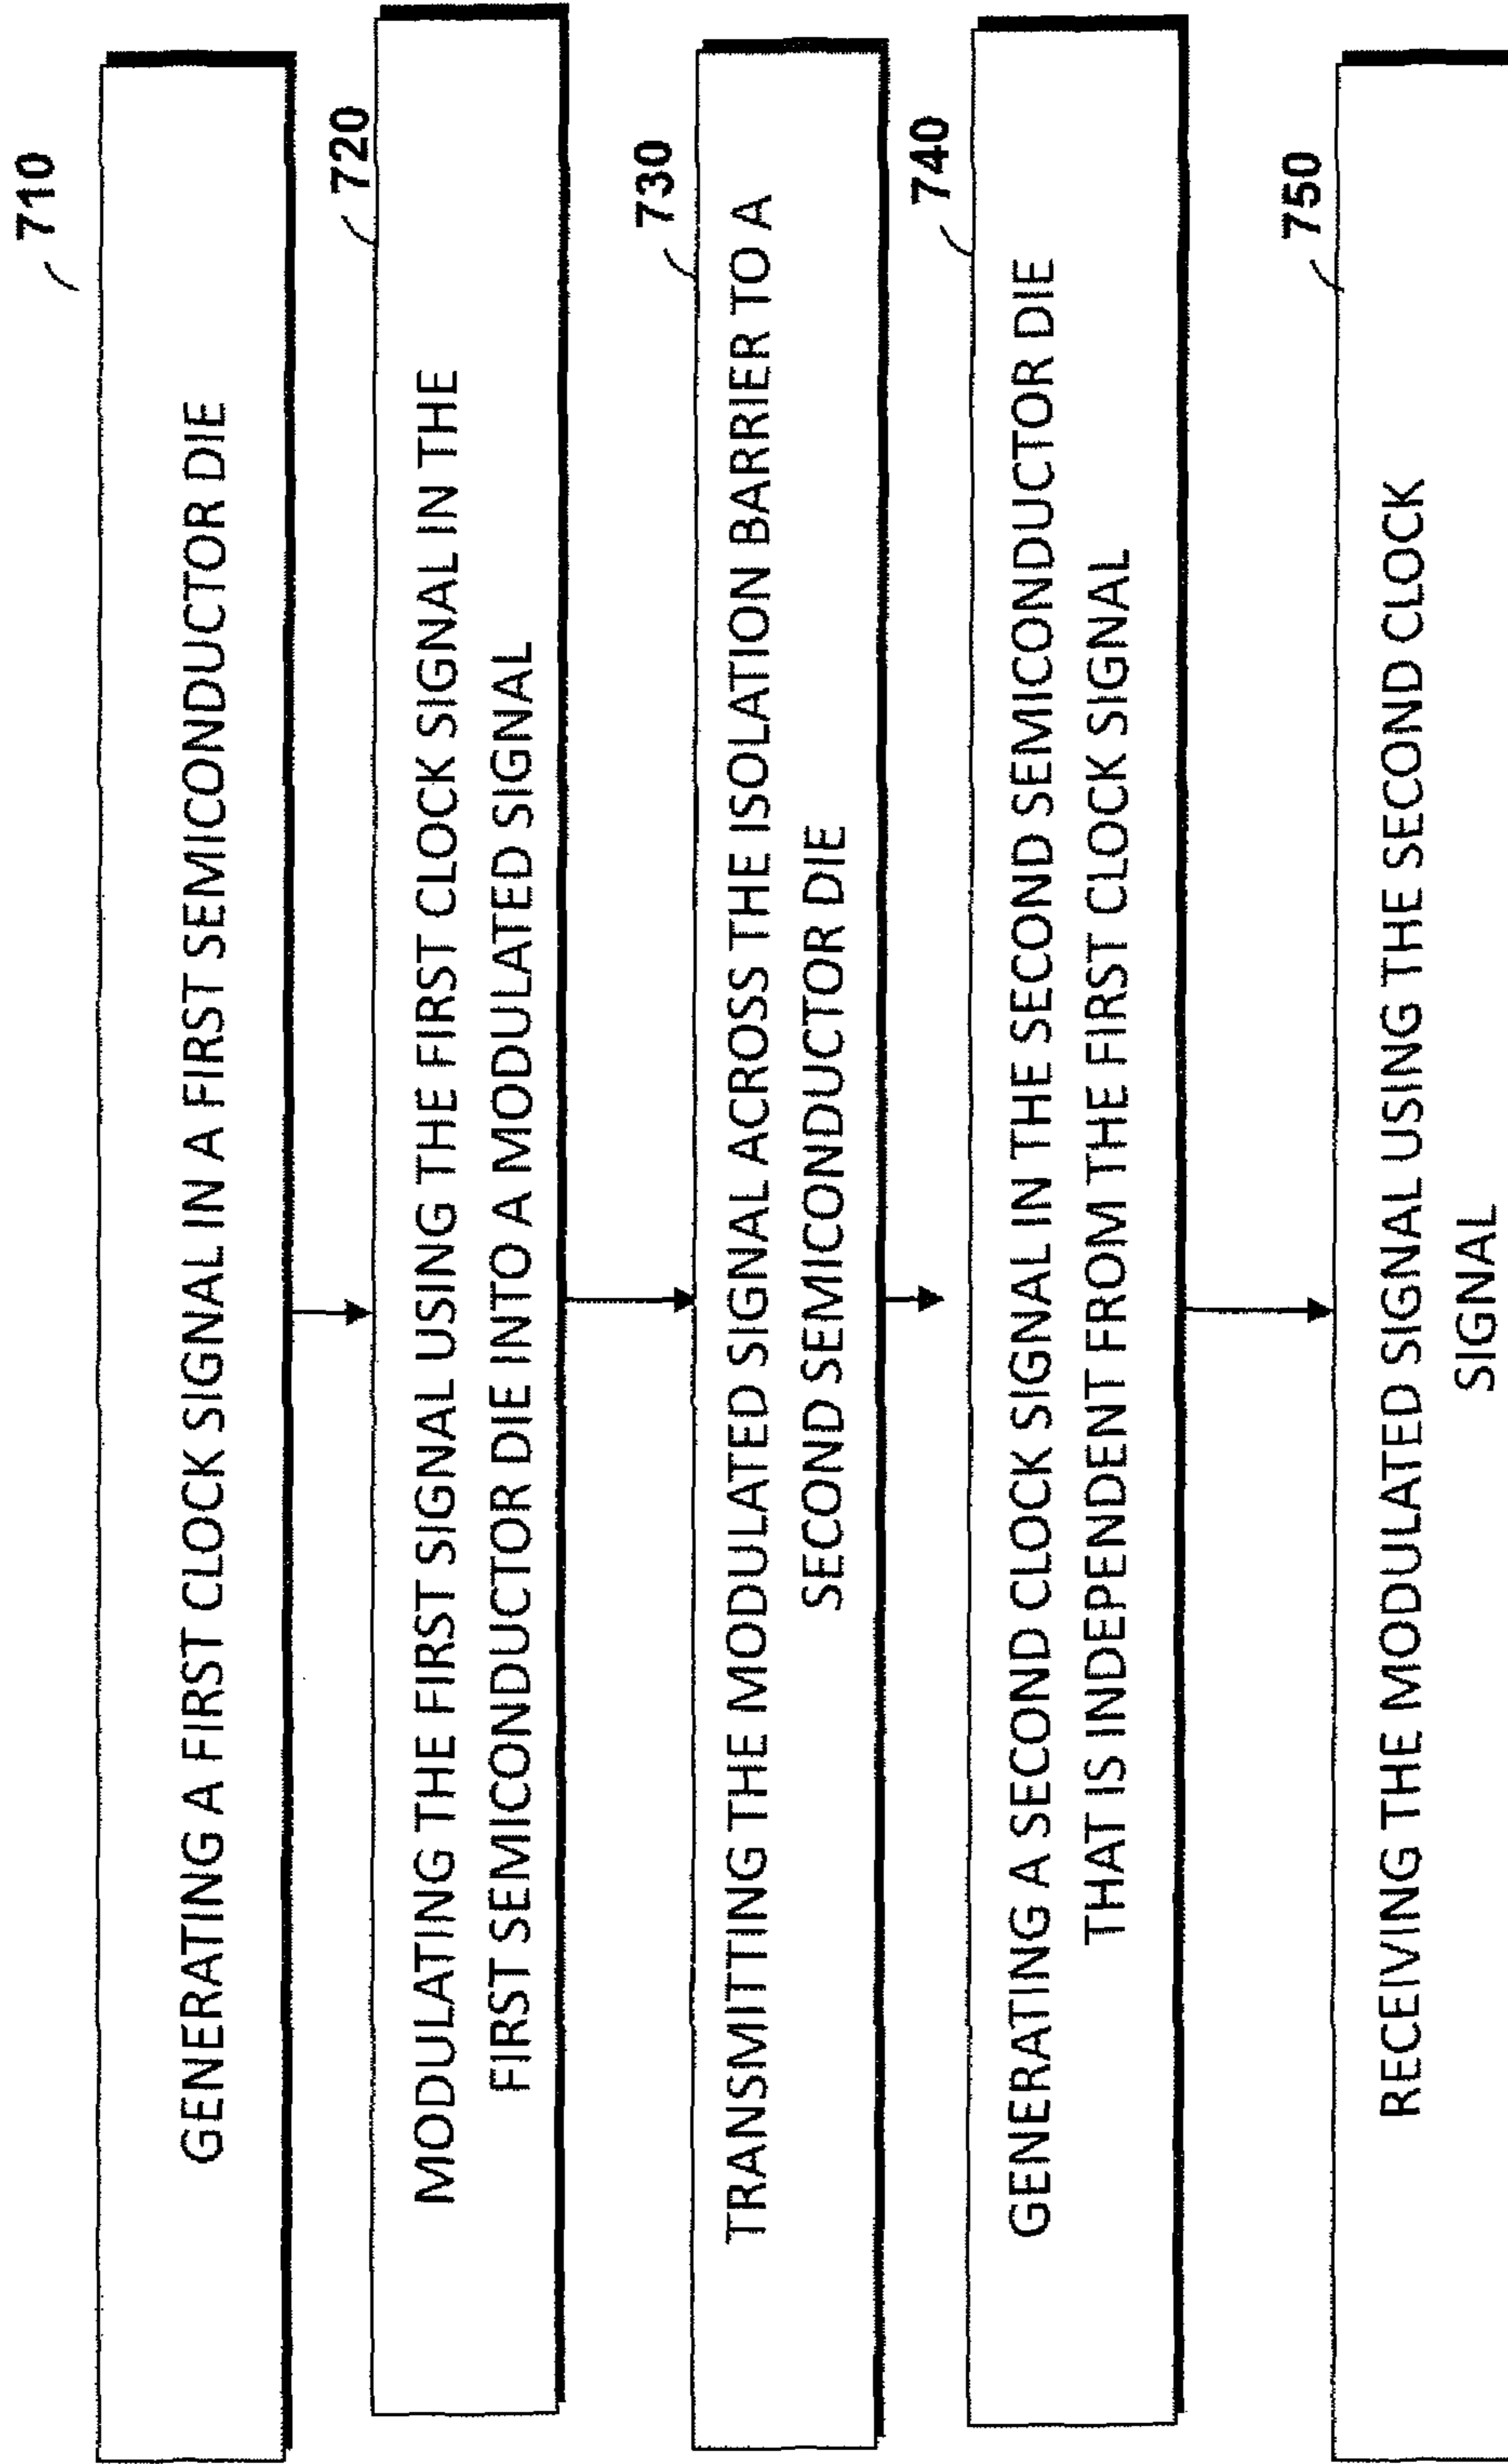 710
GENERATING A FIRST CLOCK SIGNAL IN A FIRST SEMICONDUCTOR DIE
720
MODULATING THE FIRST SIGNAL USING THE FIRST CLOCK SIGNAL IN THE
FIRST SEMICONDUCTOR DIE INTO A MODULATED SIGNAL
730
TRANSMITTING THE MODULATED SIGNAL ACROSS THE ISOLATION BARRIER TO A
SECOND SEMICONDUCTOR DIE
740
GENERATING A SECOND CLOCK SIGNAL IN THE SECOND SEMICONDUCTOR DIE
THAT IS INDEPENDENT FROM THE FIRST CLOCK SIGNAL
750
RECEIVING THE MODULATED SIGNAL USING THE SECOND CLOCK
SIGNAL